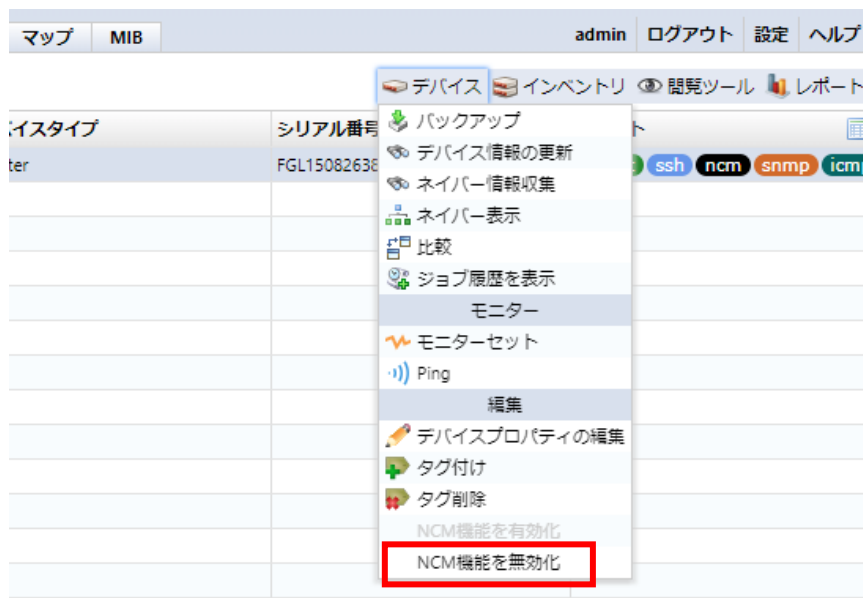 マップ MIB admin ログアウト 設定 ヘルプ
デバイス インベントリ 閲覧ツール レポート
イスタイプ シリアル番号 ト
ter FGL15082638 ssh ncm snmp icmp
バックアップ
デバイス情報の更新
ネイバー情報収集
ネイバー表示
比較
ジョブ履歴を表示
モニター
モニターセット
Ping
編集
デバイスプロパティの編集
タグ付け
タグ削除
NCM機能を有効化
NCM機能を無効化